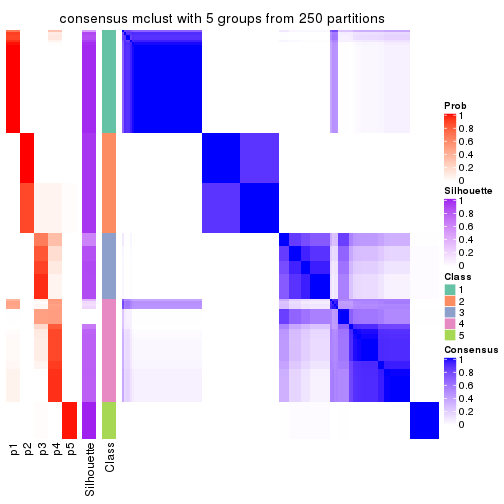 consensus mclust with 5 groups from 250 partitions
Prob
1
0.8
0.6
0.4
0.2
0
Silhouette
1
0.8
0.6
0.4
0.2
0
Class
1
2
3
4
5
Consensus
1
0.8
0.6
0.4
0.2
0
p1
p2
p3
p4
p5
Silhouette
Class